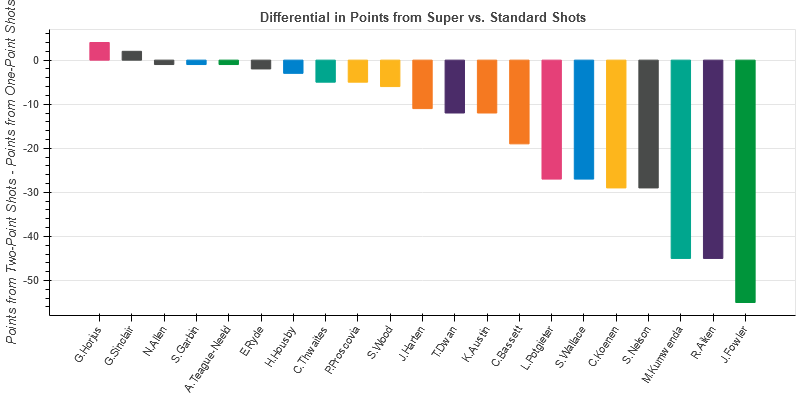 Differential in Points from Super vs. Standard Shots
Points from Two-Point Shots - Points from One-Point Shots
0
-10
-20
-30
-40
-50
G.Horjus
G.Sinclair
N.Allen
S.Garbin
A.Teague-Neeld
E.Ryde
H.Housby
C.Thwaites
P.Proscovia
S.Wood
J.Harten
T.Dwan
K.Austin
C.Bassett
L.Potgieter
S.Wallace
C.Koenen
S.Nelson
M.Kumwenda
R.Aiken
J.Fowler